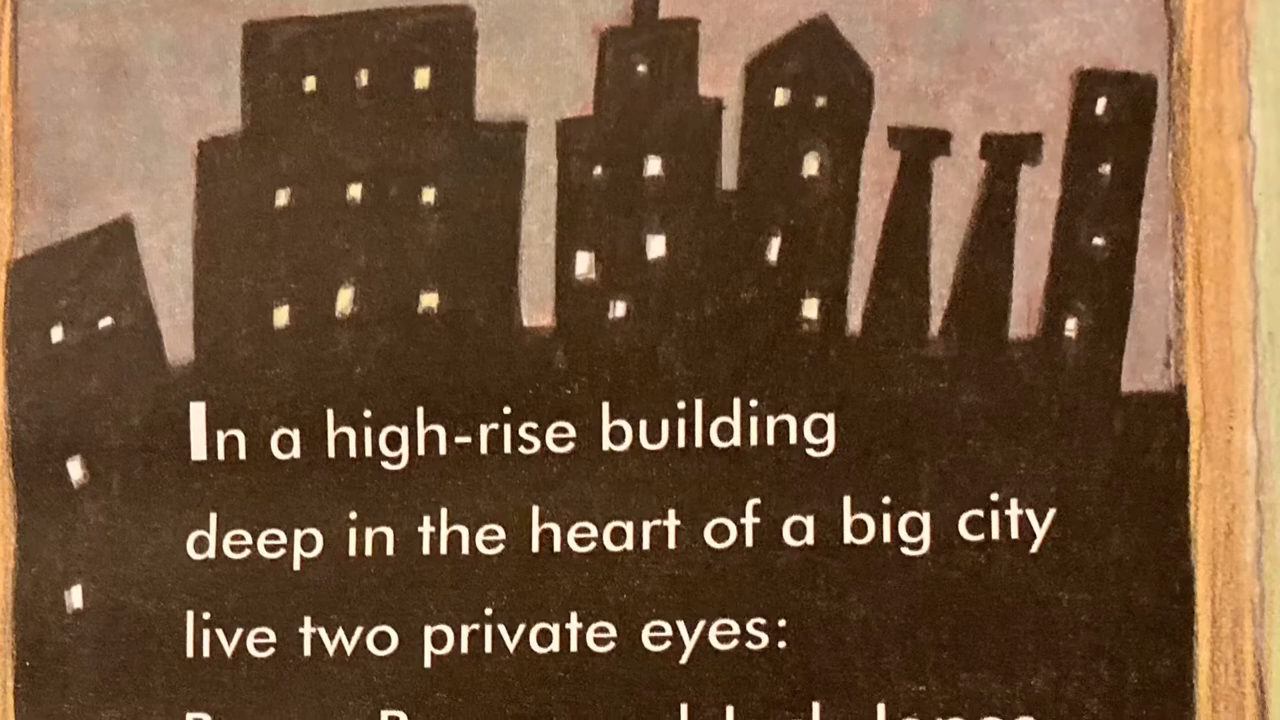 In a high-rise building
deep in the heart of a big city
live two private eyes: